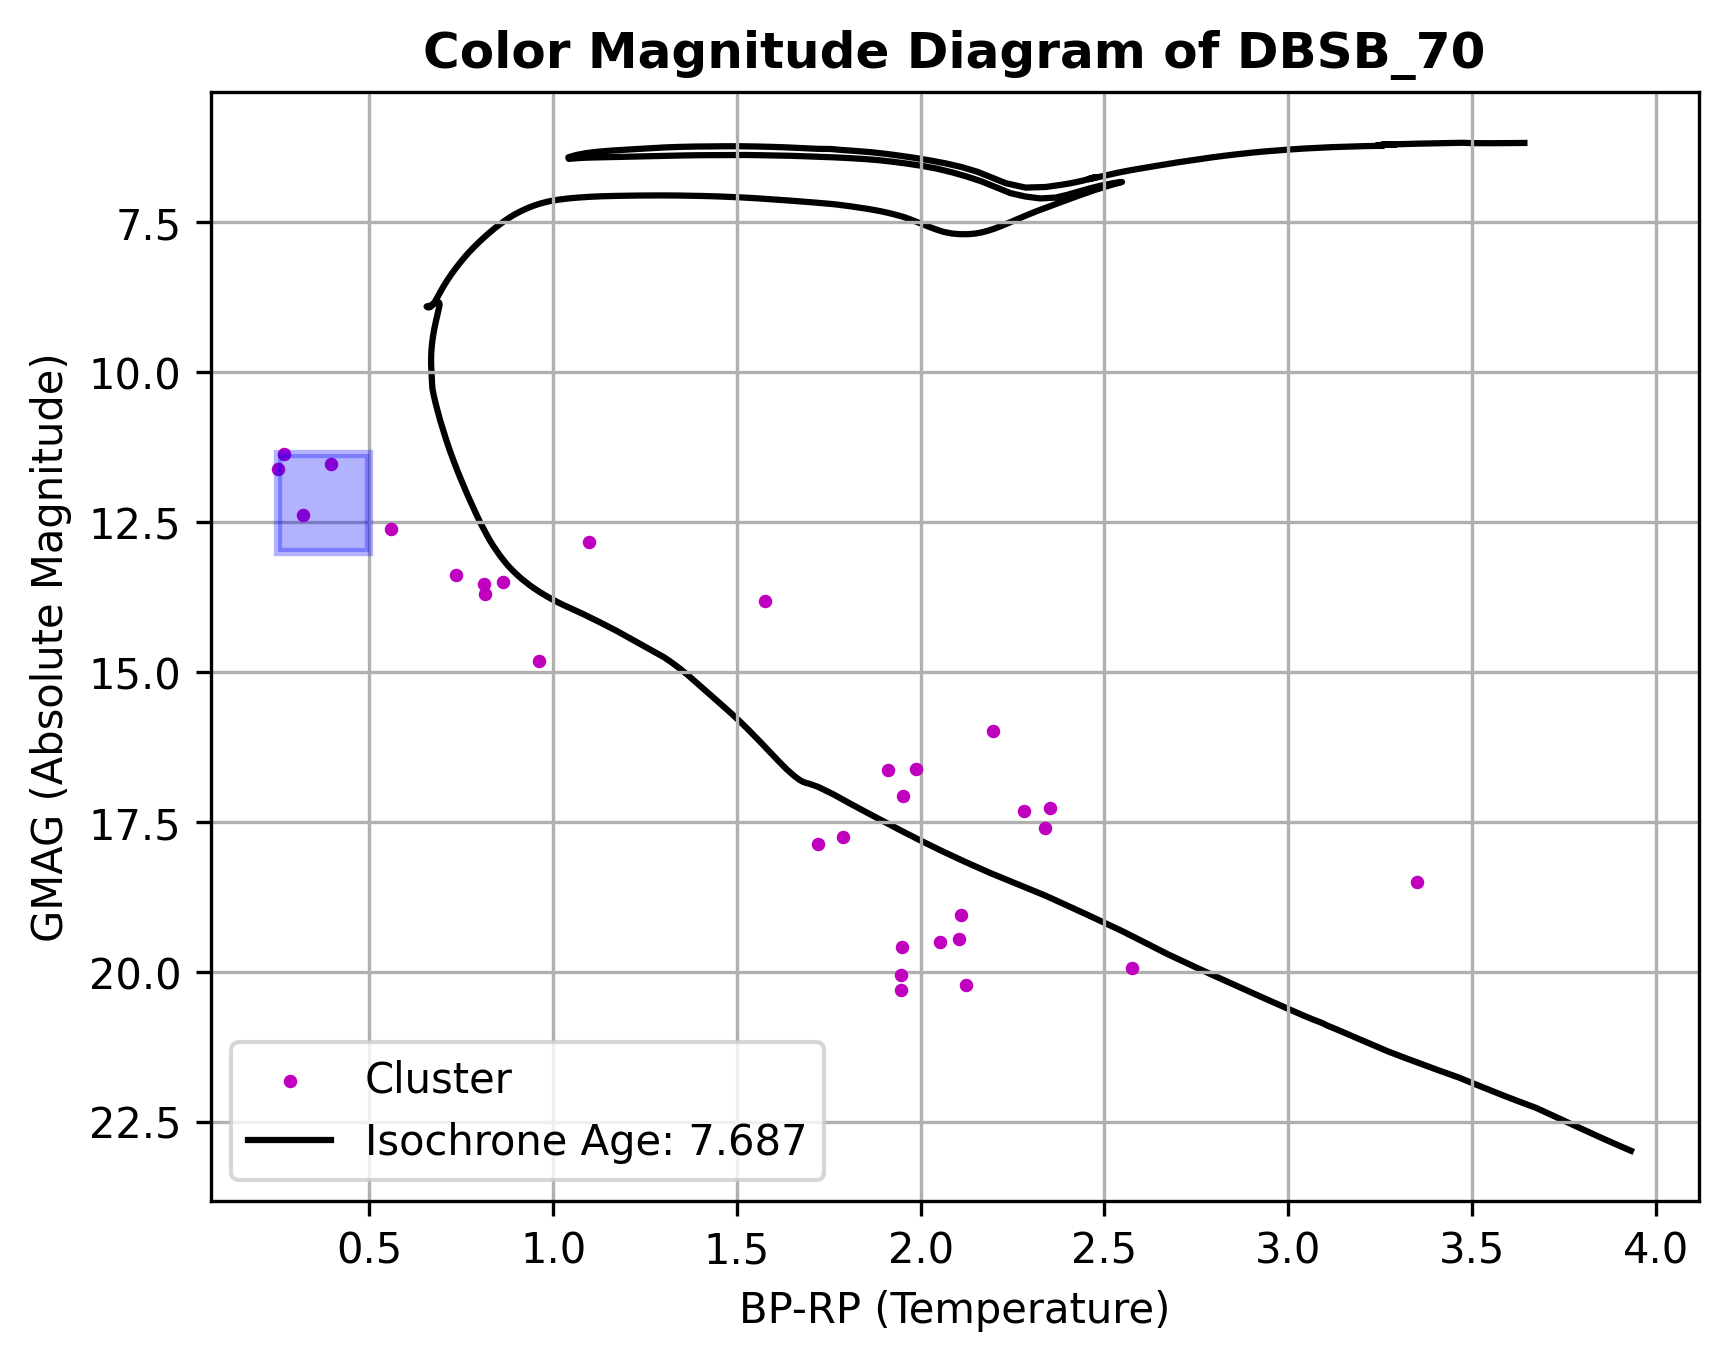 Color Magnitude Diagram of DBSB_70
GMAG (Absolute Magnitude)
7.5
10.0
12.5
15.0
17.5
20.0
22.5
Cluster
Isochrone Age: 7.687
0.5 1.0 1.5 2.0 2.5 3.0 3.5 4.0
BP-RP (Temperature)